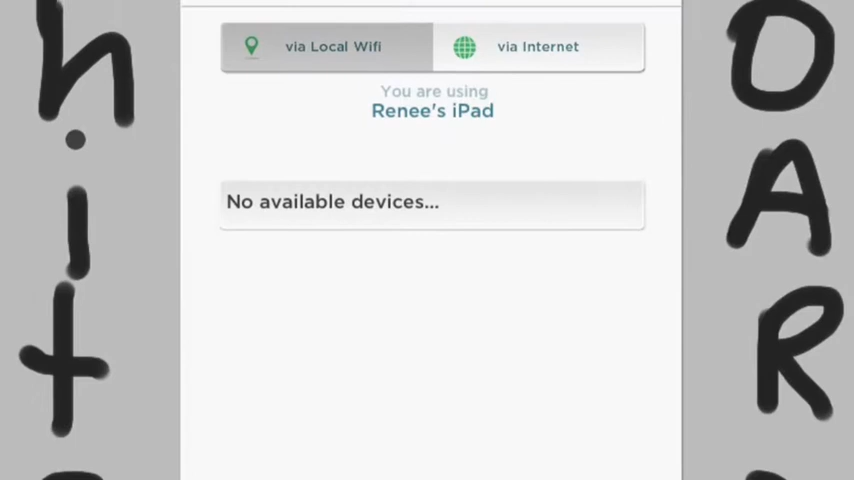 via Local Wifi
via Internet
You are using
Renee's iPad
No available devices...
h
i
t
O
A
R